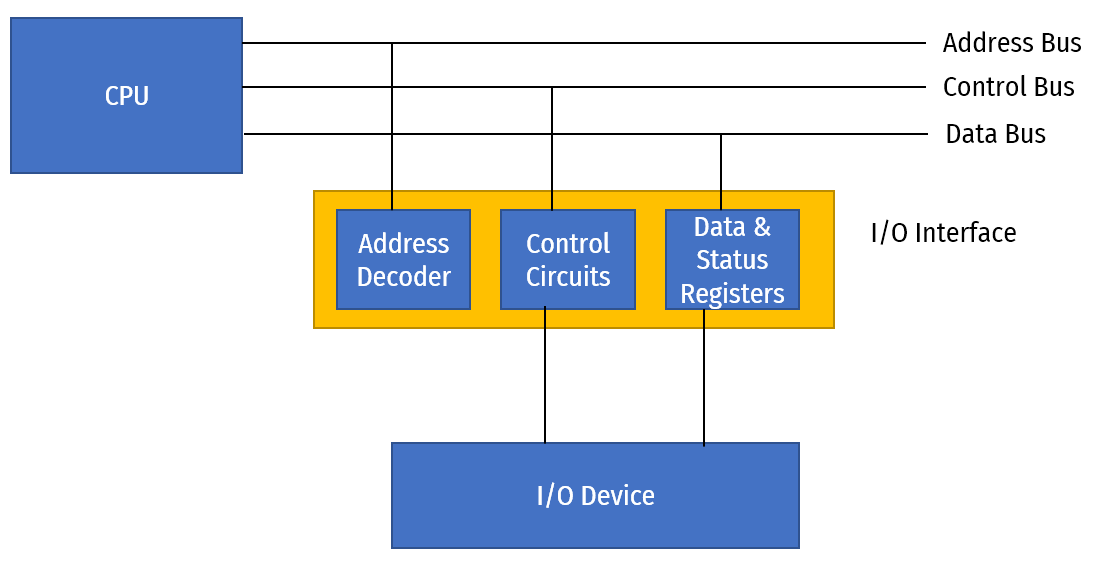 CPU
Address Bus
Control Bus
Data Bus
I/O Interface
Address
Decoder
Control
Circuits
Data &
Status
Registers
I/O Device